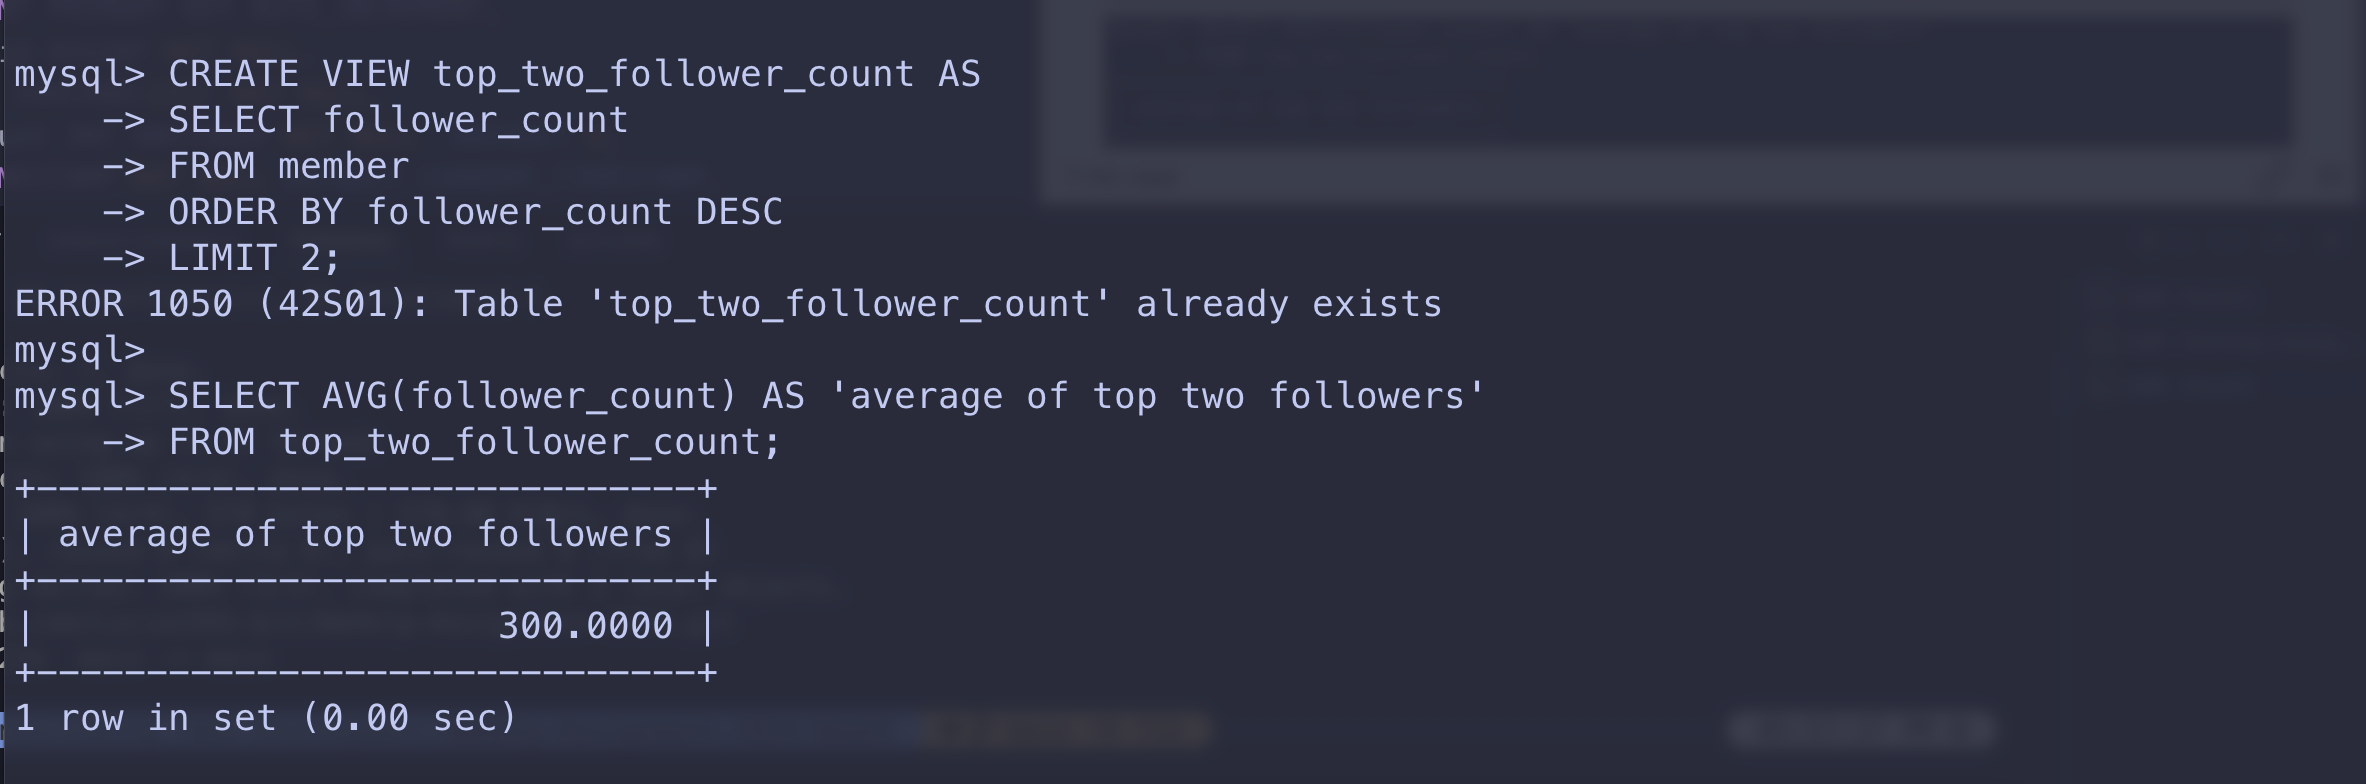 mysql> CREATE VIEW top_two_follower_count AS
    -> SELECT follower_count
    -> FROM member
    -> ORDER BY follower_count DESC
    -> LIMIT 2;
ERROR 1050 (42S01): Table 'top_two_follower_count' already exists
mysql>
mysql> SELECT AVG(follower_count) AS 'average of top two followers'
    -> FROM top_two_follower_count;
+------------------------------+
| average of top two followers |
+------------------------------+
|                     300.0000 |
+------------------------------+
1 row in set (0.00 sec)